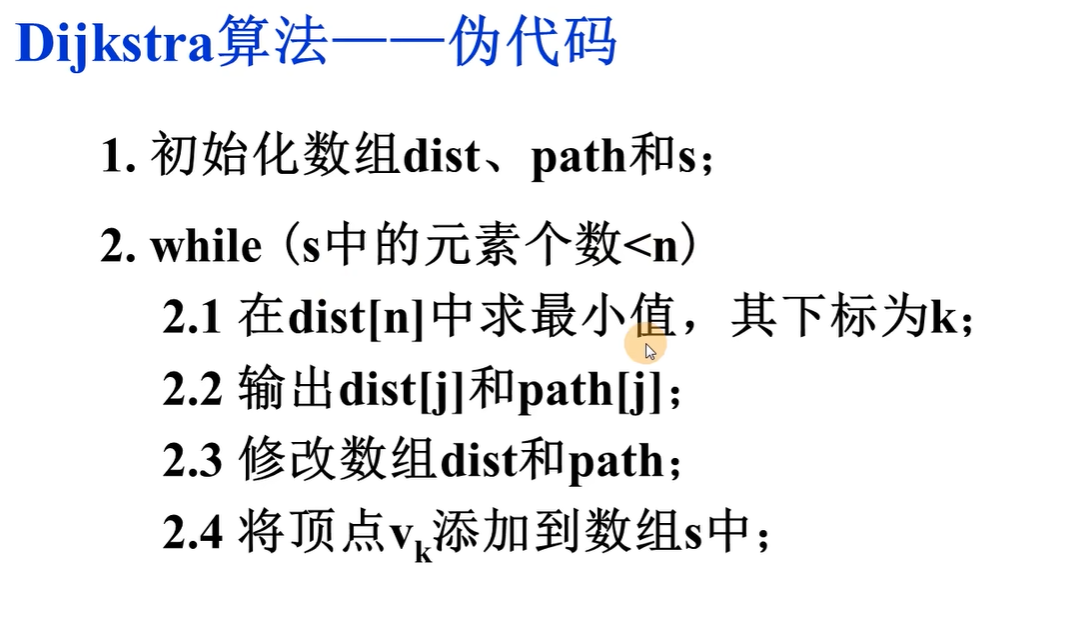 Dijkstra算法——伪代码
1. 初始化数组dist、path和s；
2. while（s中的元素个数<n）
2.1 在dist[n]中求最小值，其下标为k；
2.2 输出dist[j]和path[j]；
2.3 修改数组dist和path；
2.4 将顶点vk添加到数组s中；